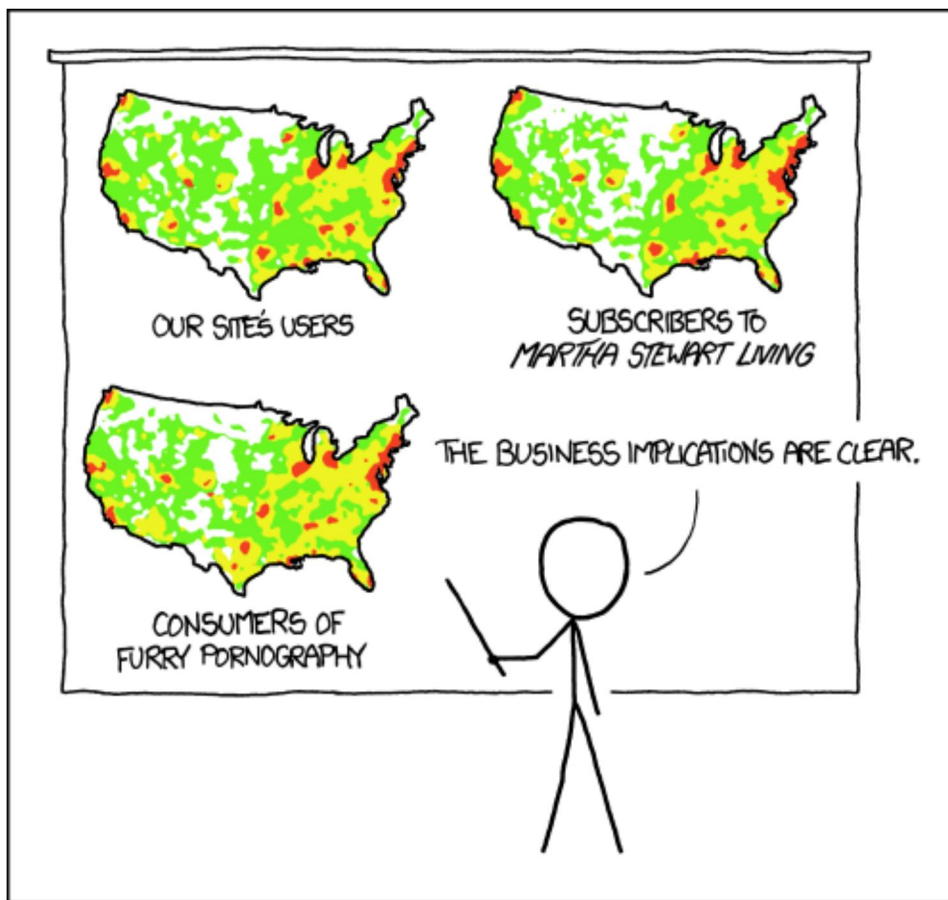 OUR SITE'S USERS
SUBSCRIBERS TO
MARTHA STEWART LIVING
CONSUMERS OF
FURRY PORNOGRAPHY
THE BUSINESS IMPLICATIONS ARE CLEAR.